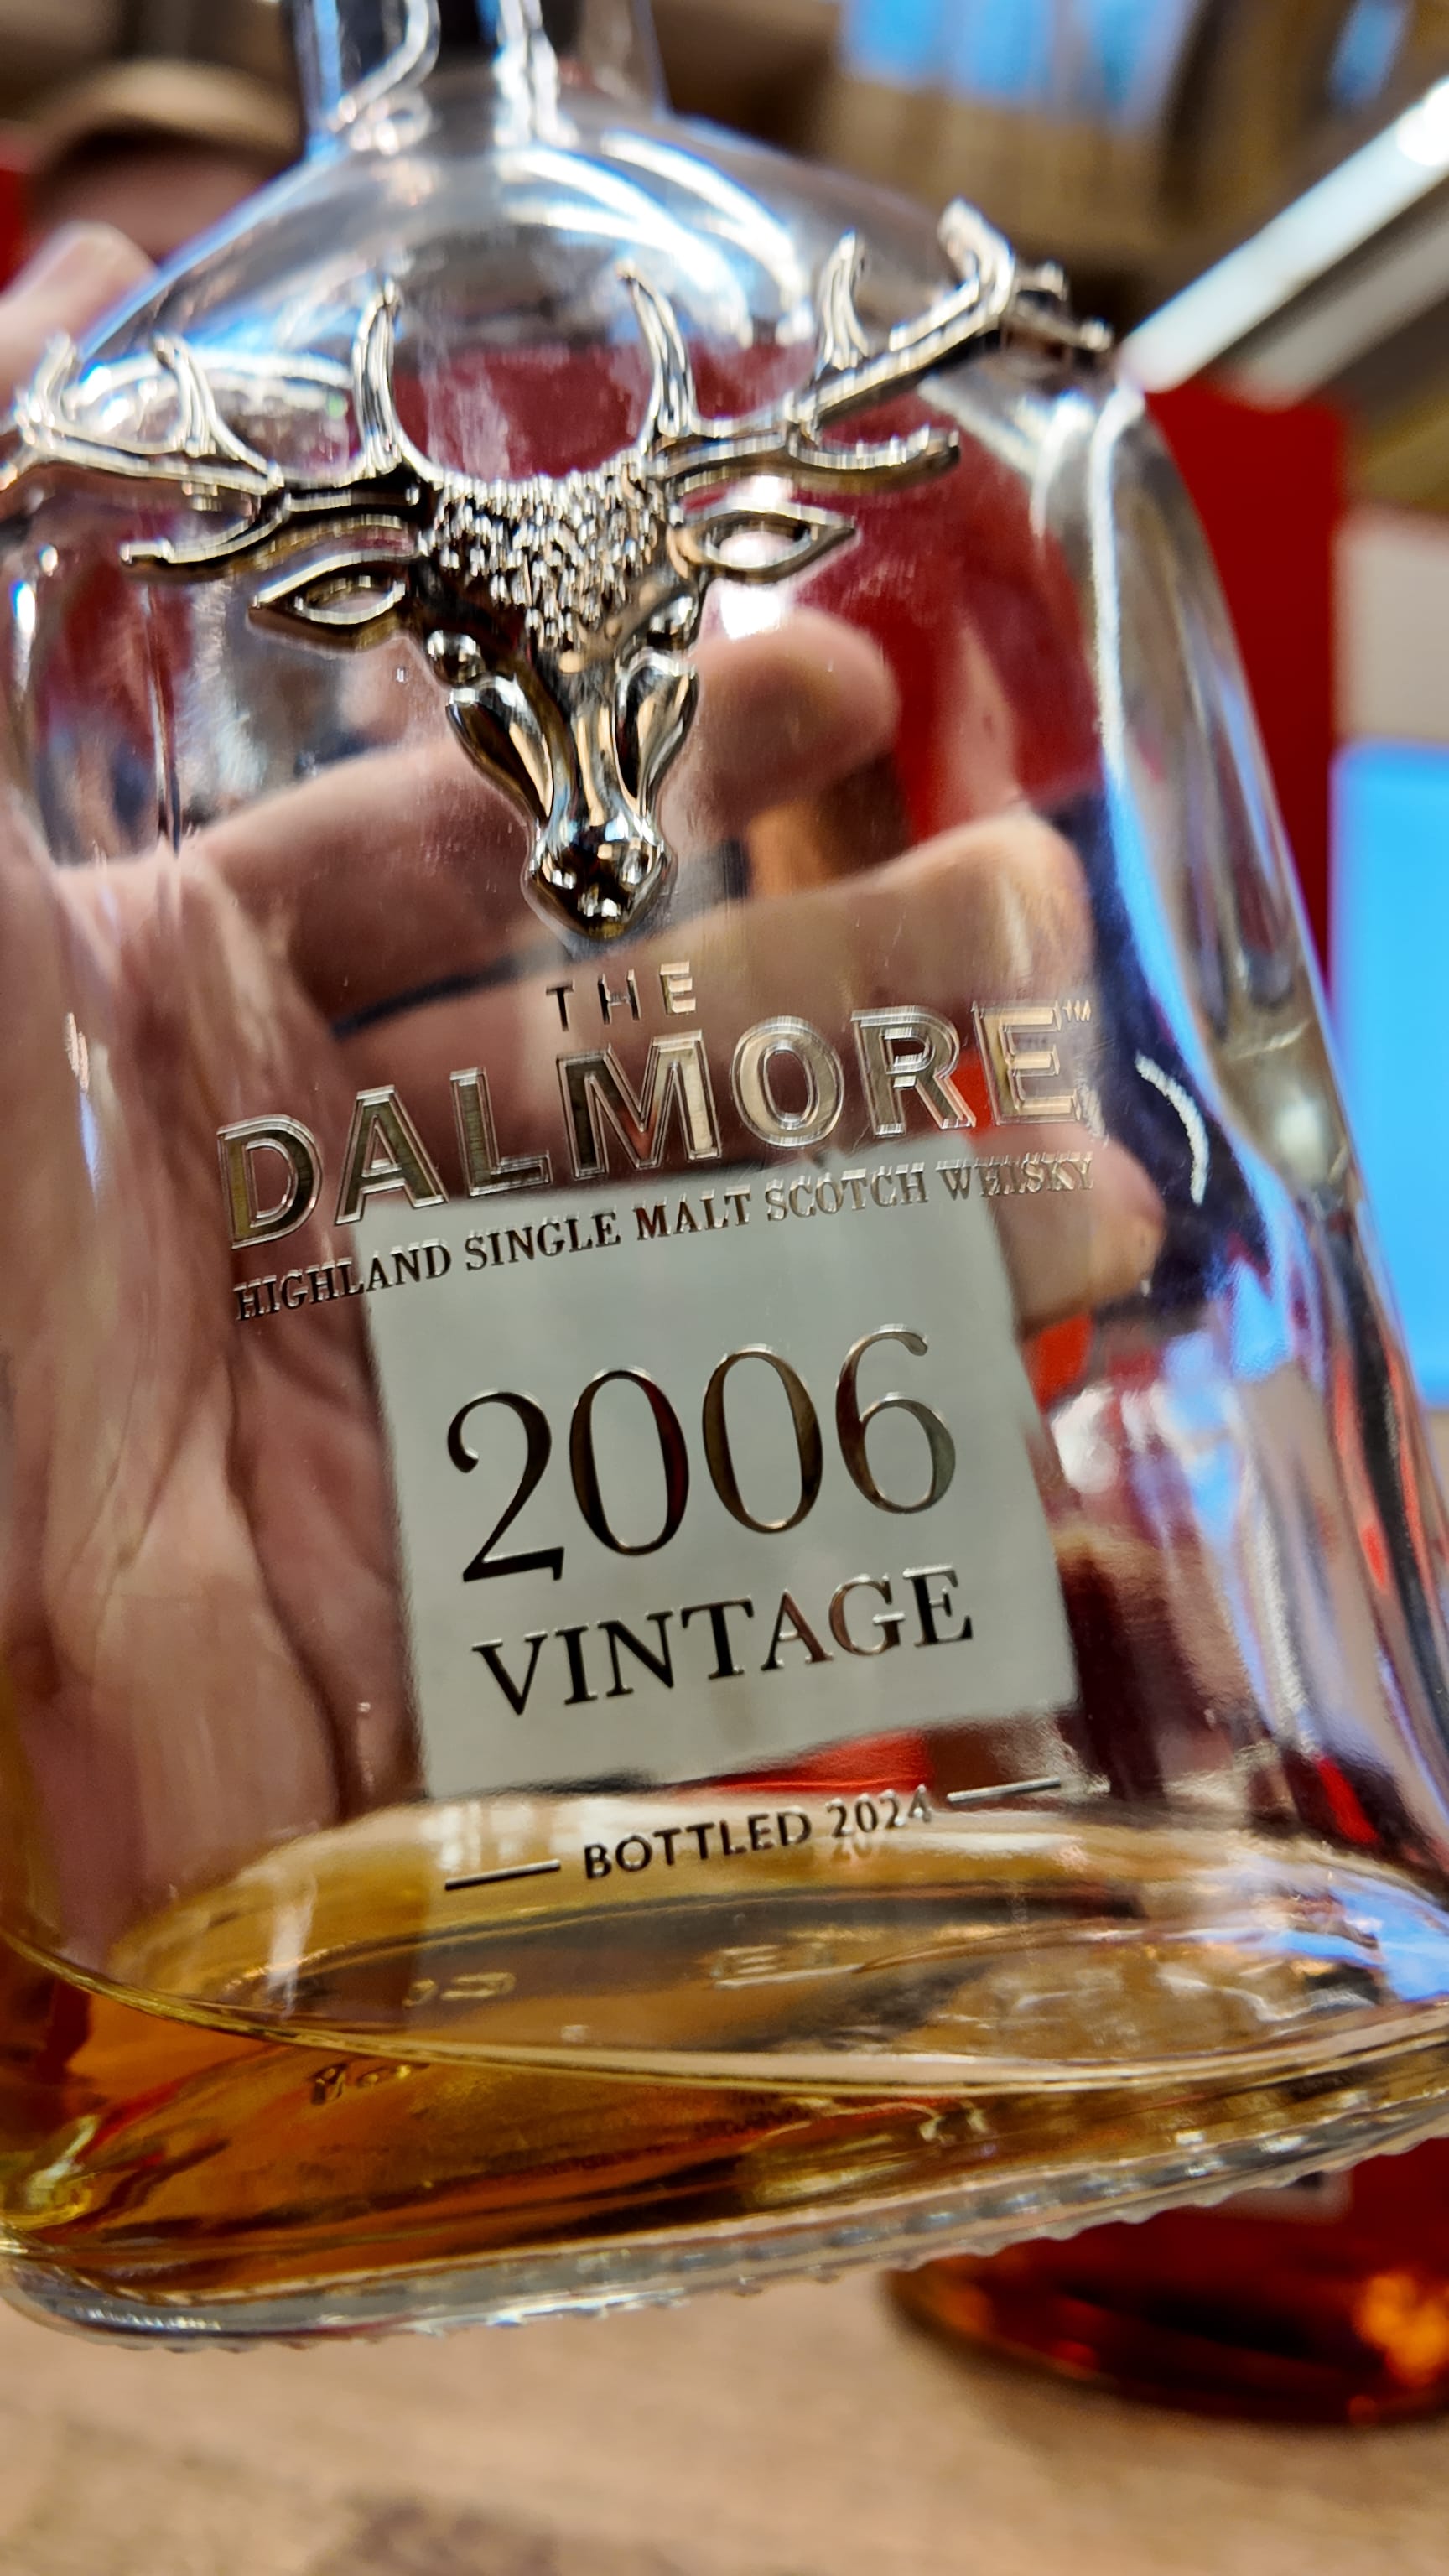 THE
DALMORE™
HIGHLAND SINGLE MALT SCOTCH WHISKY
2006
VINTAGE
BOTTLED 2024